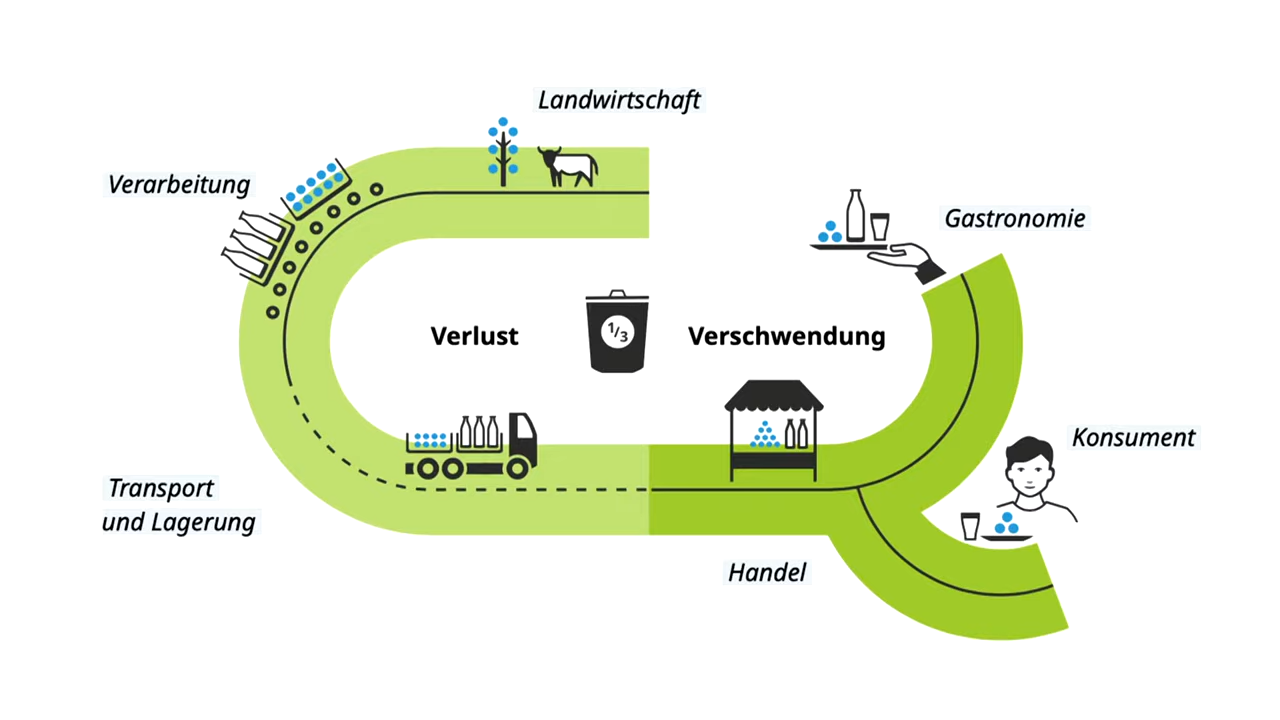 Landwirtschaft
Verarbeitung
Gastronomie
Verlust
1/3
Verschwendung
Konsument
Transport
und Lagerung
Handel